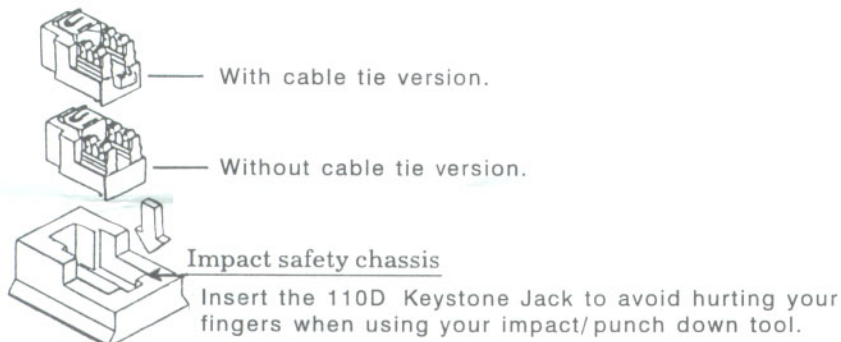 With cable tie version.
Without cable tie version.
Impact safety chassis
Insert the 110D Keystone Jack to avoid hurting your
fingers when using your impact/punch down tool.